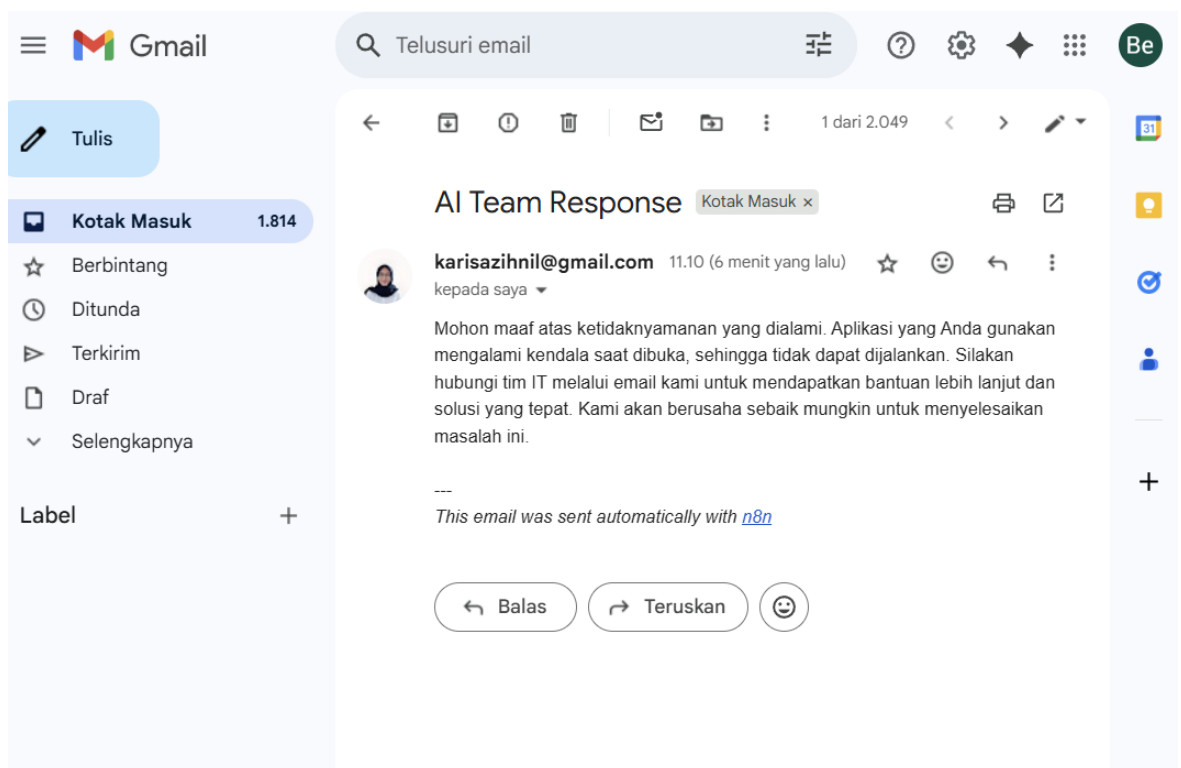 Gmail
Telusuri email
Be
Tulis
1 dari 2.049
31
Kotak Masuk 1.814
Berbintang
Ditunda
Terkirim
Draf
Selengkapnya
Label
AI Team Response Kotak Masuk ×
karisazihnil@gmail.com 11.10 (6 menit yang lalu)
kepada saya
Mohon maaf atas ketidaknyamanan yang dialami. Aplikasi yang Anda gunakan
mengalami kendala saat dibuka, sehingga tidak dapat dijalankan. Silakan
hubungi tim IT melalui email kami untuk mendapatkan bantuan lebih lanjut dan
solusi yang tepat. Kami akan berusaha sebaik mungkin untuk menyelesaikan
masalah ini.
---
This email was sent automatically with n8n
Balas
Teruskan